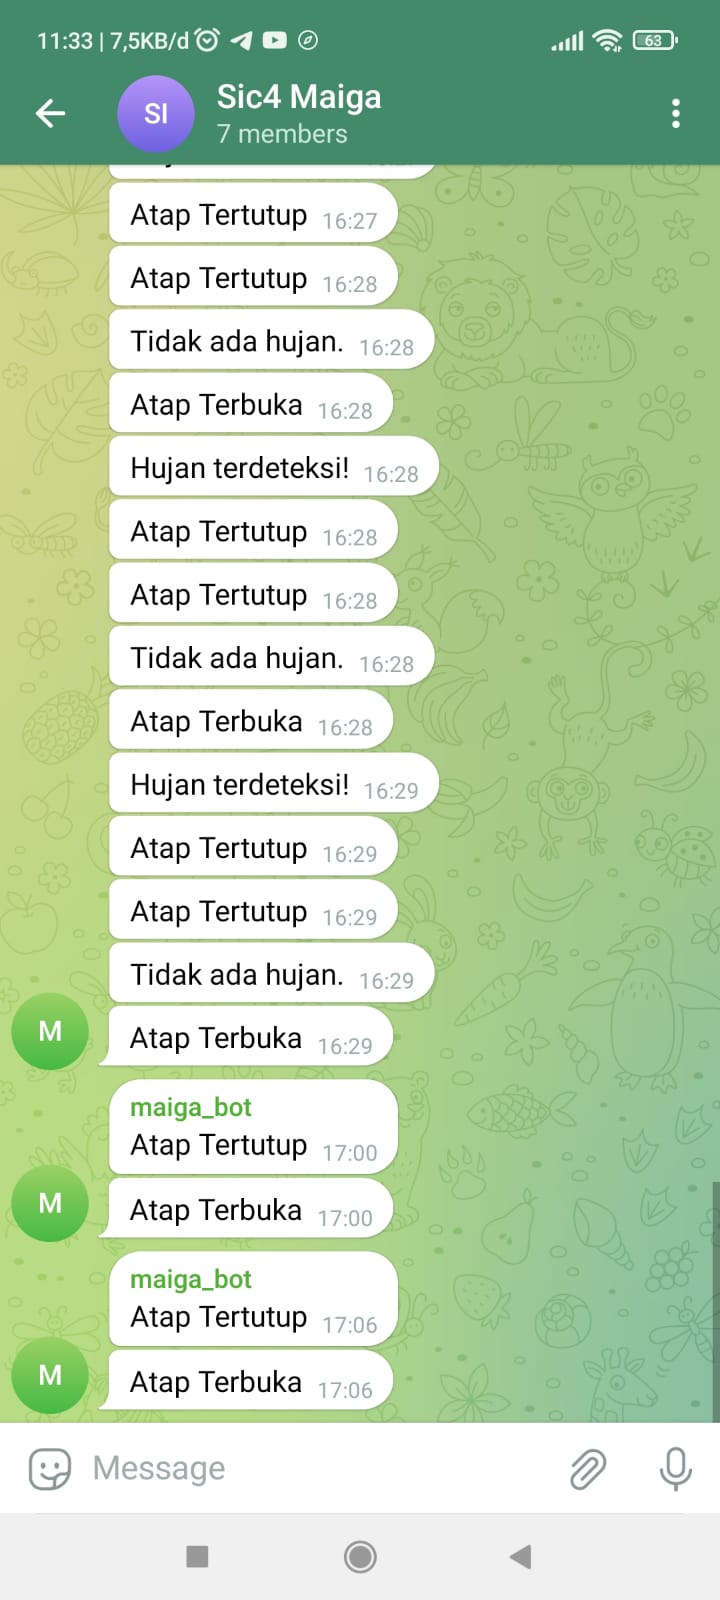 11:33 | 7,5KB/d
63
SI
Sic4 Maiga
7 members
Atap Tertutup 16:27
Atap Tertutup 16:28
Tidak ada hujan. 16:28
Atap Terbuka 16:28
Hujan terdeteksi! 16:28
Atap Tertutup 16:28
Atap Tertutup 16:28
Tidak ada hujan. 16:28
Atap Terbuka 16:28
Hujan terdeteksi! 16:29
Atap Tertutup 16:29
Atap Tertutup 16:29
Tidak ada hujan. 16:29
M
Atap Terbuka 16:29
maiga_bot
Atap Tertutup 17:00
M
Atap Terbuka 17:00
maiga_bot
Atap Tertutup 17:06
M
Atap Terbuka 17:06
Message